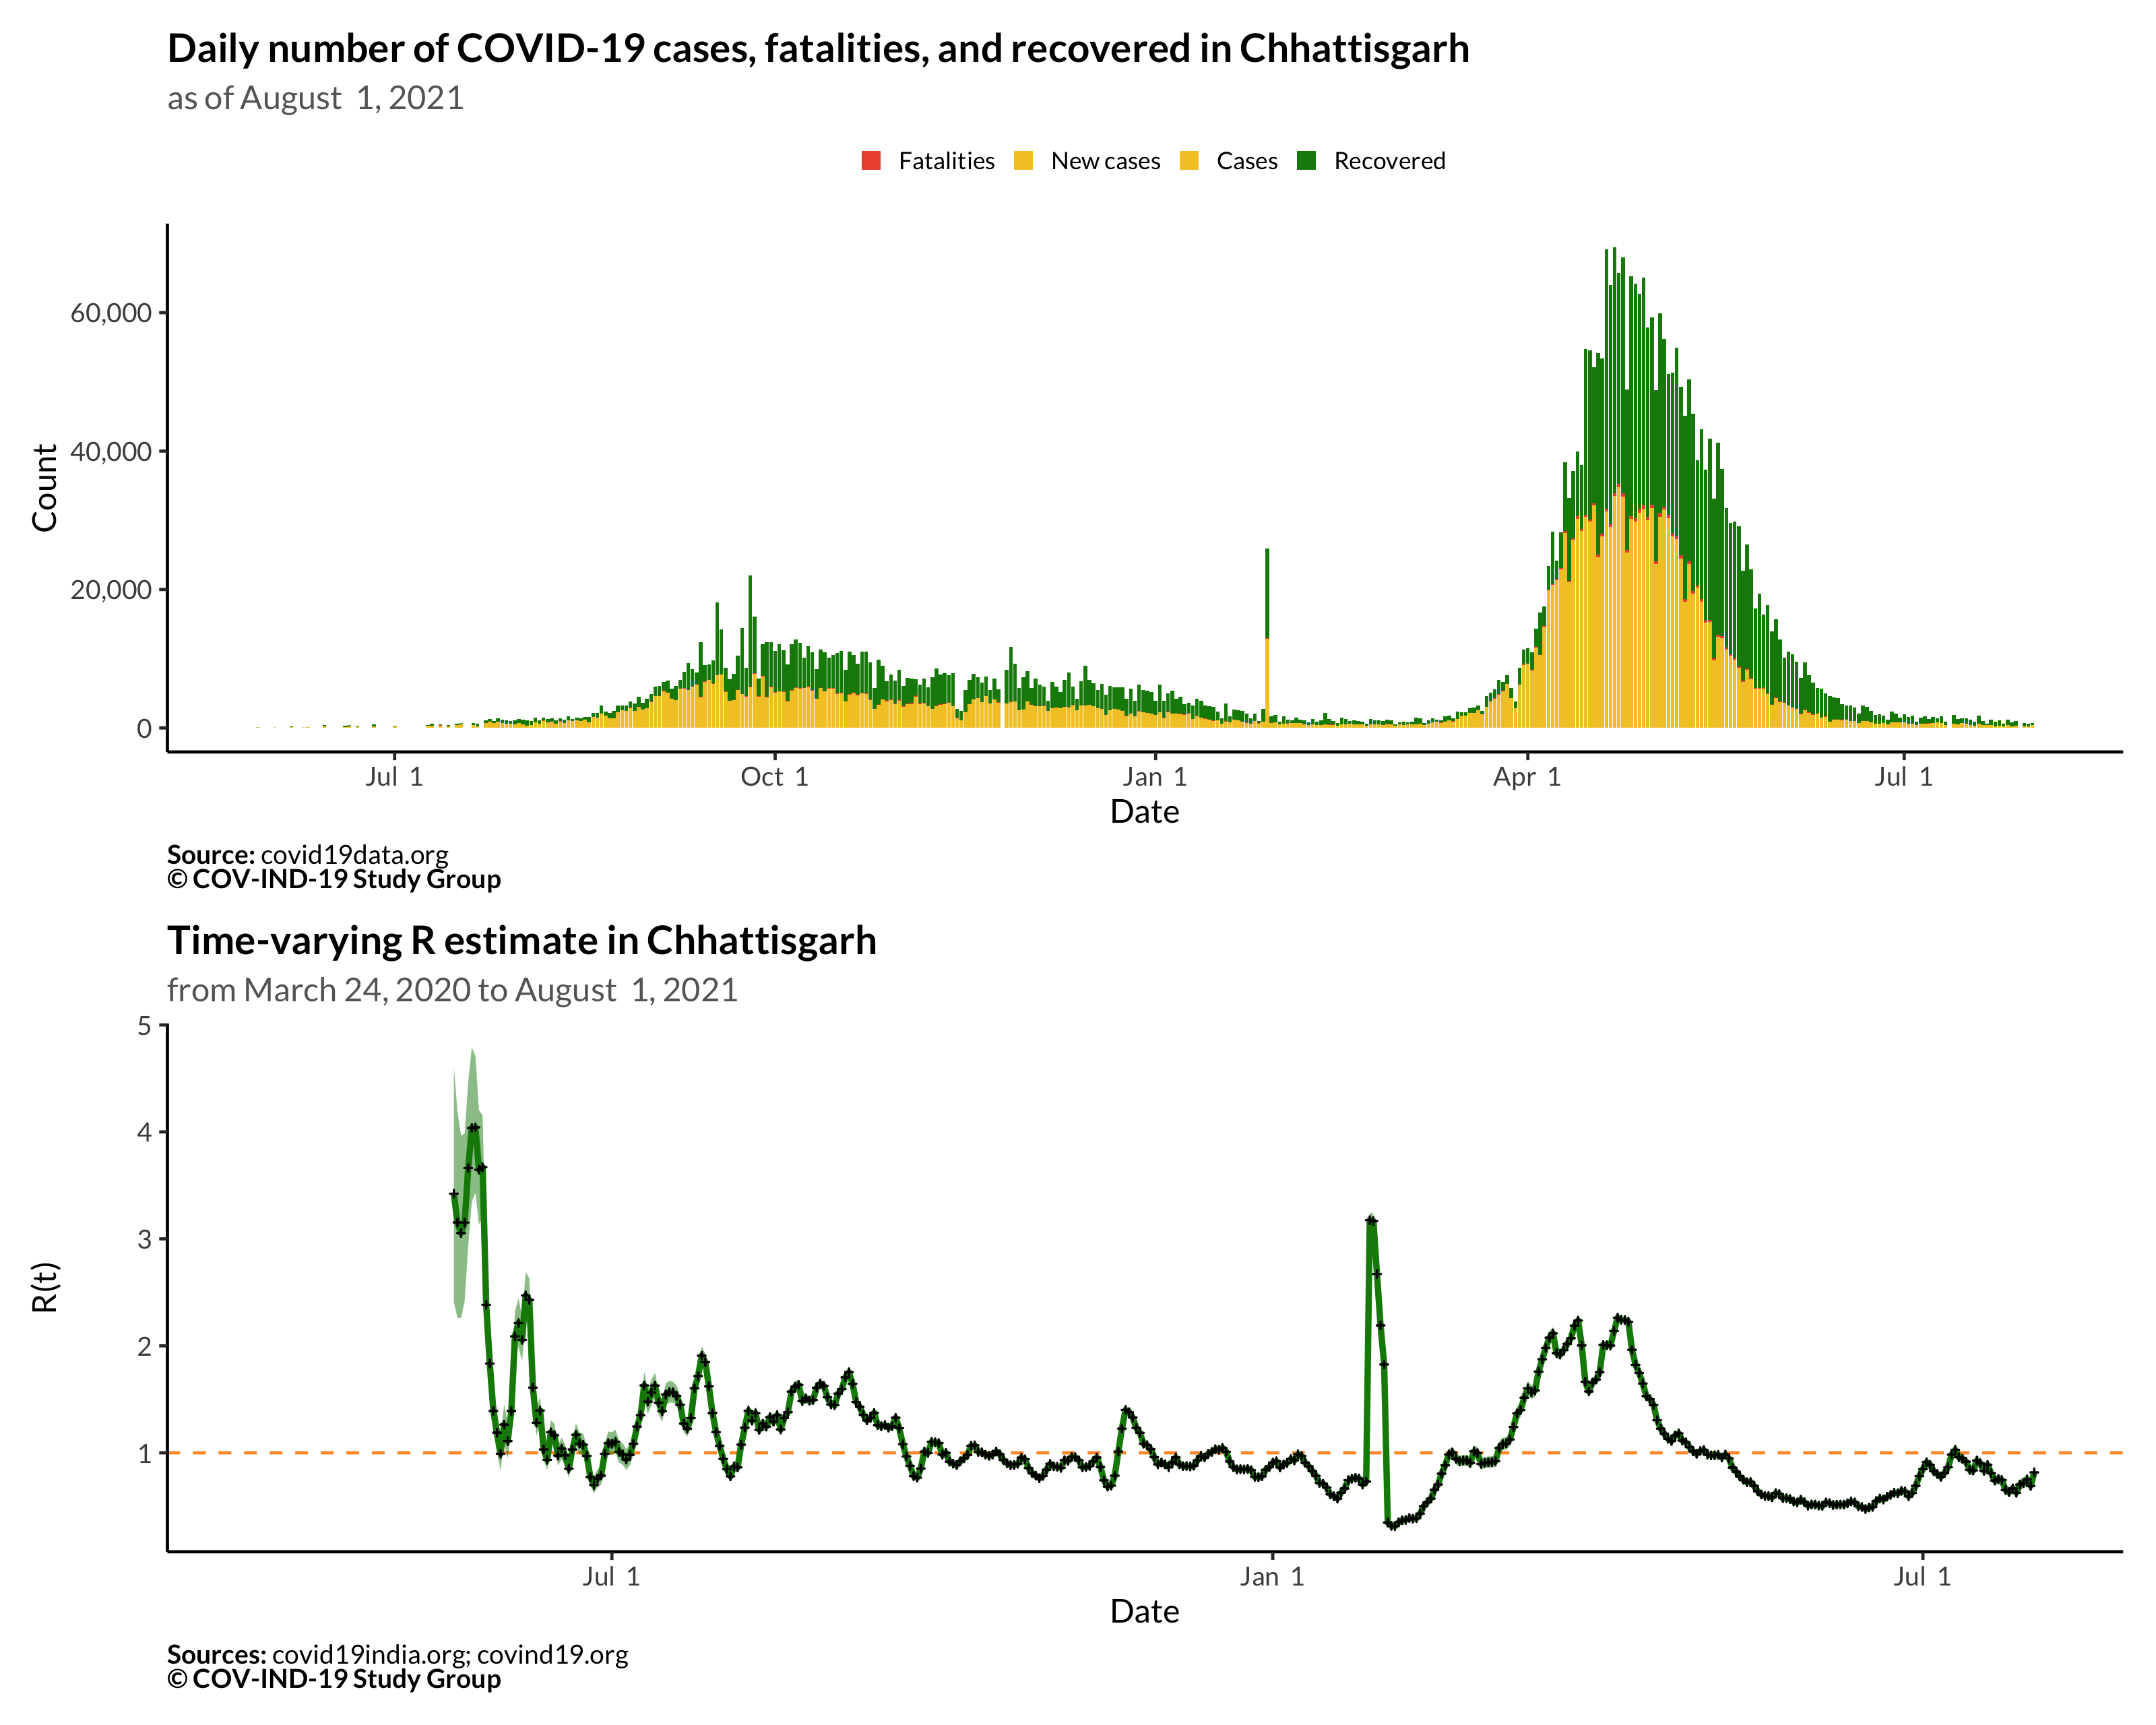 Daily number of COVID-19 cases, fatalities, and recovered in Chhattisgarh
as of August  1, 2021
Fatalities New cases Cases Recovered
60,000
40,000
20,000
0
Count
Jul  1 Oct  1 Jan  1 Apr  1 Jul  1
Date
Source: covid19data.org
© COV-IND-19 Study Group
Time-varying R estimate in Chhattisgarh
from March 24, 2020 to August  1, 2021
5
4
3
2
1
R(t)
Jul  1 Jan  1 Jul  1
Date
Sources: covid19india.org; covind19.org
© COV-IND-19 Study Group